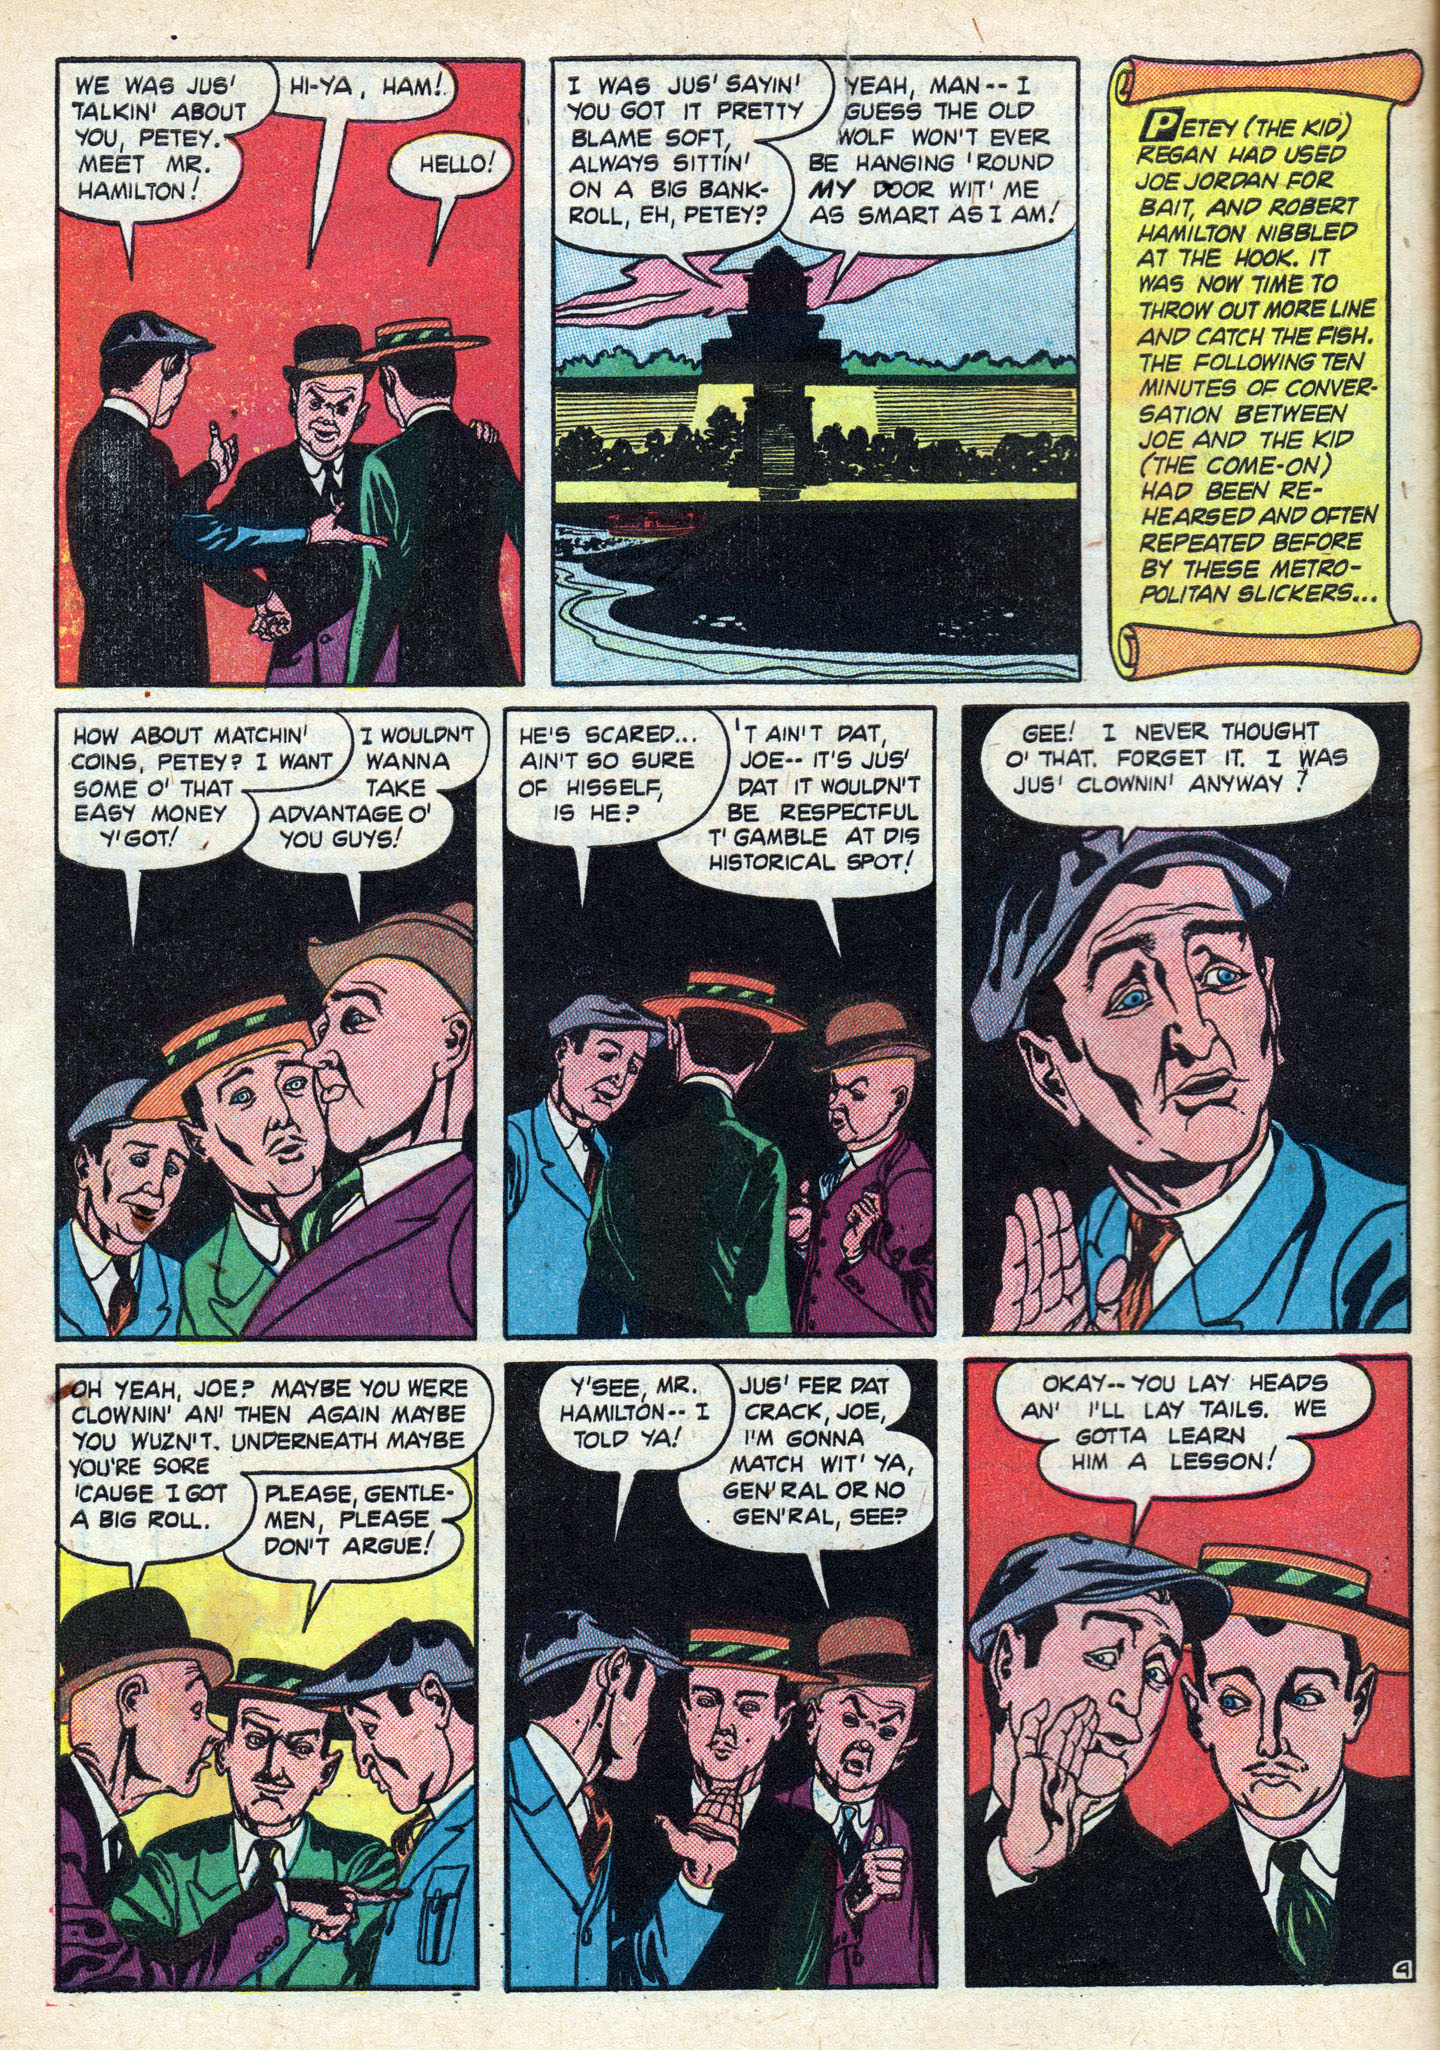 WE WAS JUS'
TALKIN' ABOUT
YOU, PETEY.
MEET MR.
HAMILTON!
HI-YA, HAM!
HELLO!
I WAS JUS' SAYIN'
YOU GOT IT PRETTY
BLAME SOFT,
ALWAYS SITTIN'
ON A BIG BANK-
ROLL, EH, PETEY?
YEAH, MAN-- I
GUESS THE OLD
WOLF WON'T EVER
BE HANGING 'ROUND
MY DOOR WIT' ME
AS SMART AS I AM!
PETEY (THE KID)
REGAN HAD USED
JOE JORDAN FOR
BAIT, AND ROBERT
HAMILTON NIBBLED
AT THE HOOK. IT
WAS NOW TIME TO
THROW OUT MORE LINE
AND CATCH THE FISH.
THE FOLLOWING TEN
MINUTES OF CONVER-
SATION BETWEEN
JOE AND THE KID
(THE COME-ON)
HAD BEEN RE-
HEARSED AND OFTEN
REPEATED BEFORE
BY THESE METRO-
POLITAN SLICKERS...
HOW ABOUT MATCHIN'
COINS, PETEY? I WANT
SOME O' THAT
EASY MONEY
Y'GOT!
I WOULDN'T
WANNA
TAKE
ADVANTAGE O'
YOU GUYS!
HE'S SCARED...
AIN'T SO SURE
OF HISSELF,
IS HE?
'T AIN'T DAT,
JOE-- IT'S JUS'
DAT IT WOULDN'T
BE RESPECTFUL
T' GAMBLE AT DIS
HISTORICAL SPOT!
GEE! I NEVER THOUGHT
O' THAT. FORGET IT. I WAS
JUS' CLOWNIN' ANYWAY!
OH YEAH, JOE? MAYBE YOU WERE
CLOWNIN' AN' THEN AGAIN MAYBE
YOU WUZN'T. UNDERNEATH MAYBE
YOU'RE SORE
'CAUSE I GOT
A BIG ROLL.
PLEASE, GENTLE-
MEN, PLEASE
DON'T ARGUE!
Y'SEE, MR.
HAMILTON-- I
TOLD YA!
JUS' FER DAT
CRACK, JOE,
I'M GONNA
MATCH WIT' YA,
GEN'RAL OR NO
GEN'RAL, SEE?
OKAY-- YOU LAY HEADS
AN' I'LL LAY TAILS. WE
GOTTA LEARN
HIM A LESSON!
4